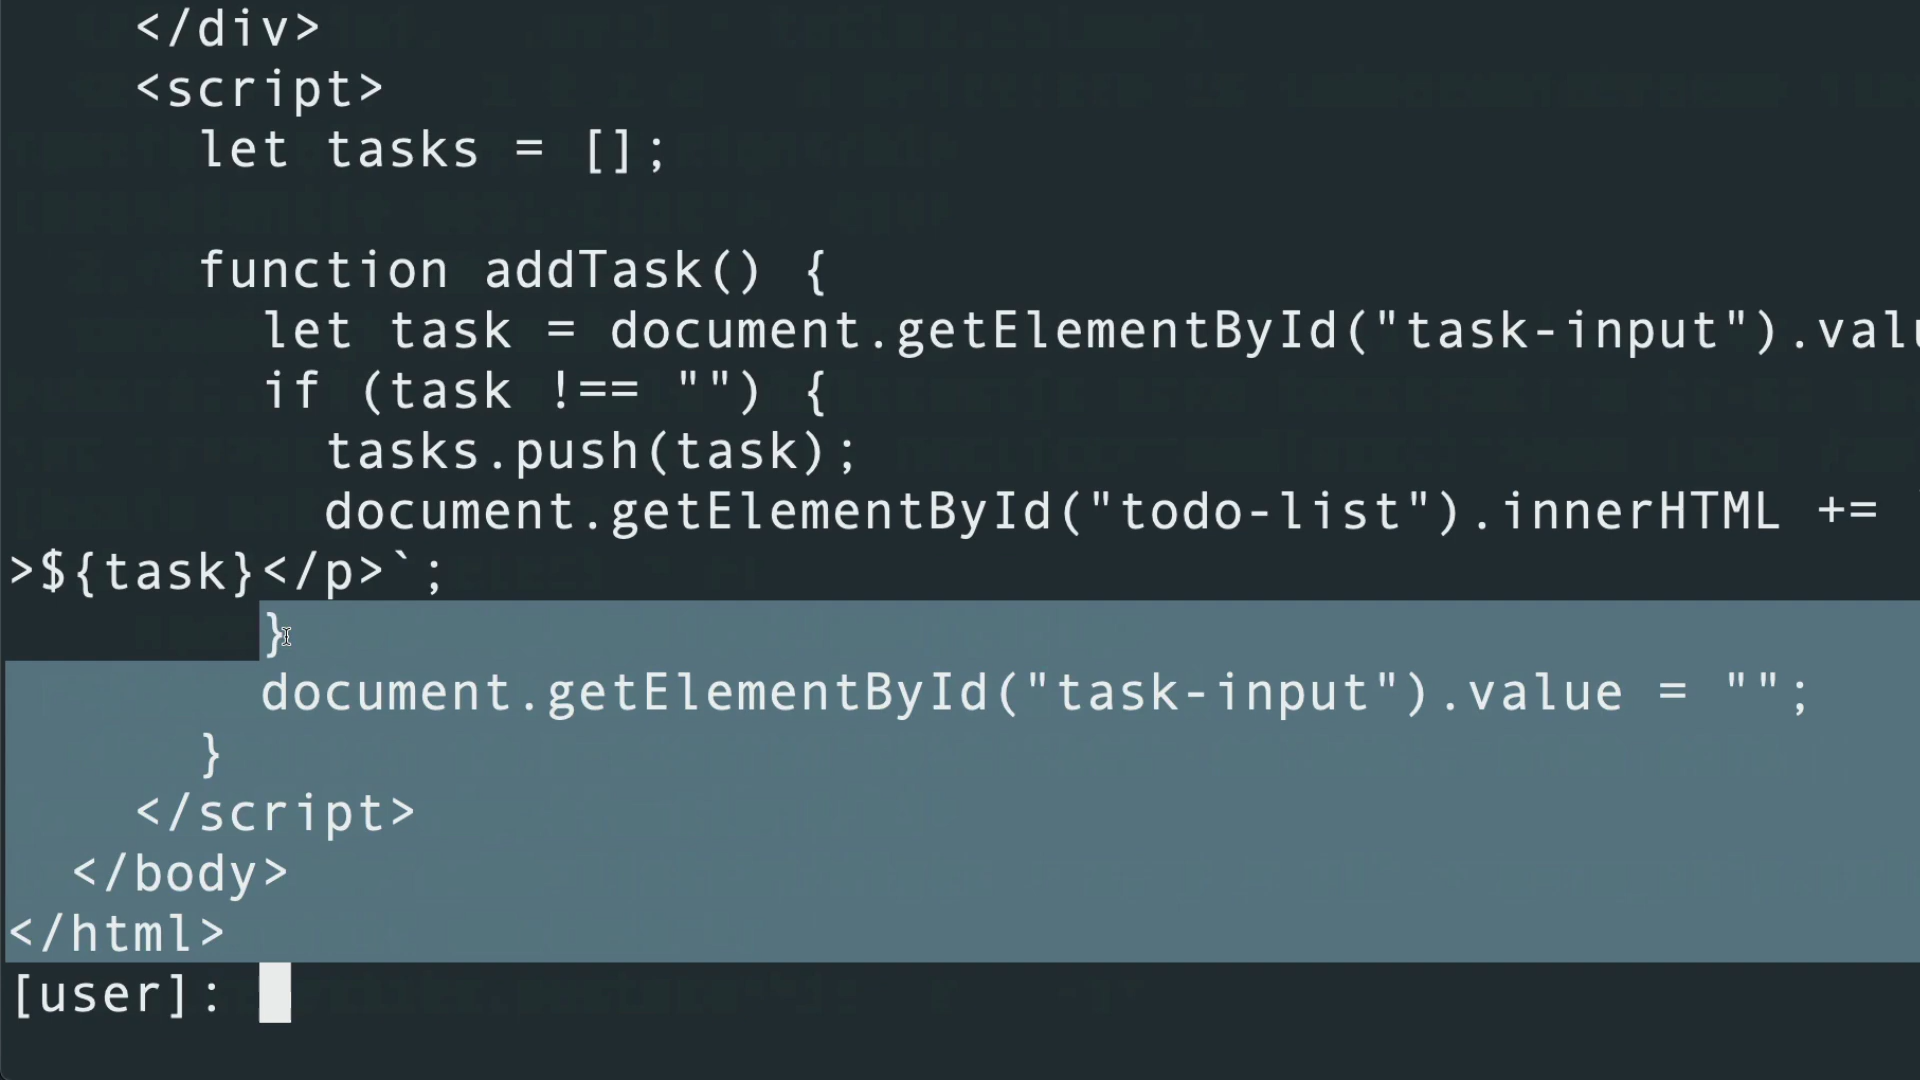 </div>
<script>
let tasks = [];
function addTask() {
let task = document.getElementById("task-input").valu
if (task !== "") {
tasks.push(task);
document.getElementById("todo-list").innerHTML +=
>${task}</p>`;
}
document.getElementById("task-input").value = "";
}
</script>
</body>
</html>
[user]: